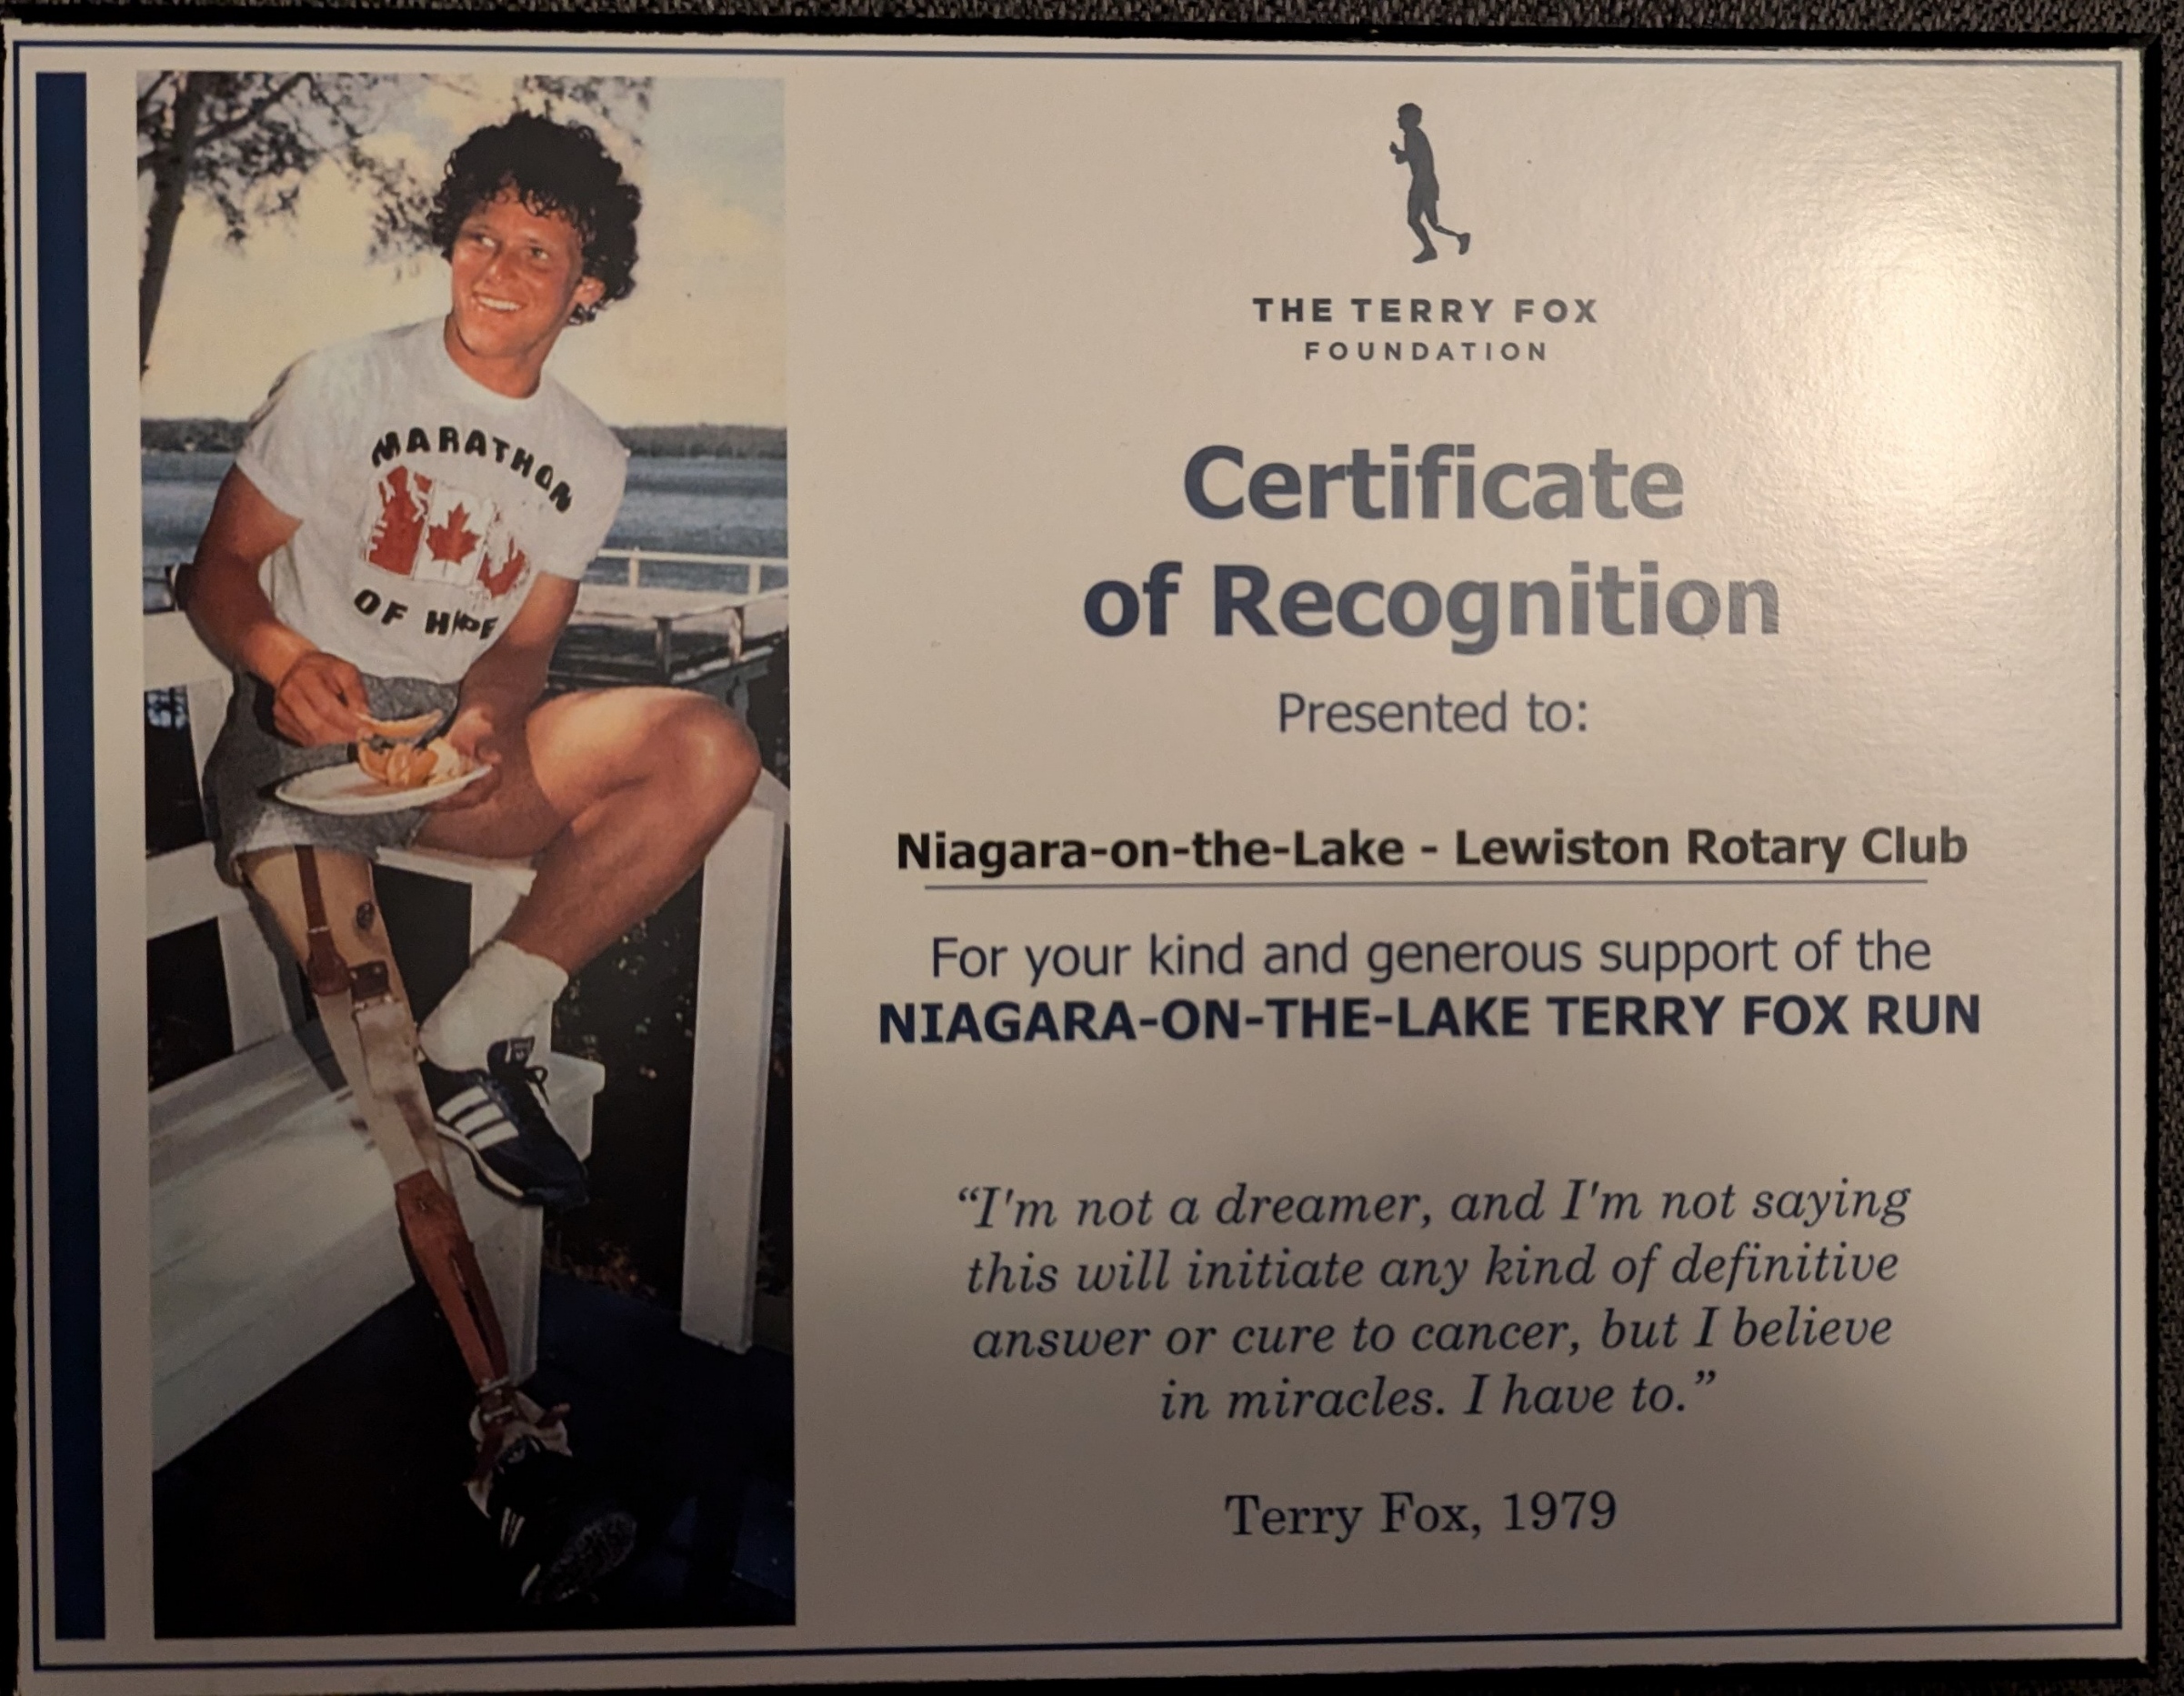 MARATHON
OF HOPE
THE TERRY FOX
FOUNDATION
Certificate
of Recognition
Presented to:
Niagara-on-the-Lake - Lewiston Rotary Club
For your kind and generous support of the
NIAGARA-ON-THE-LAKE TERRY FOX RUN
“I'm not a dreamer, and I'm not saying
this will initiate any kind of definitive
answer or cure to cancer, but I believe
in miracles. I have to.”
Terry Fox, 1979